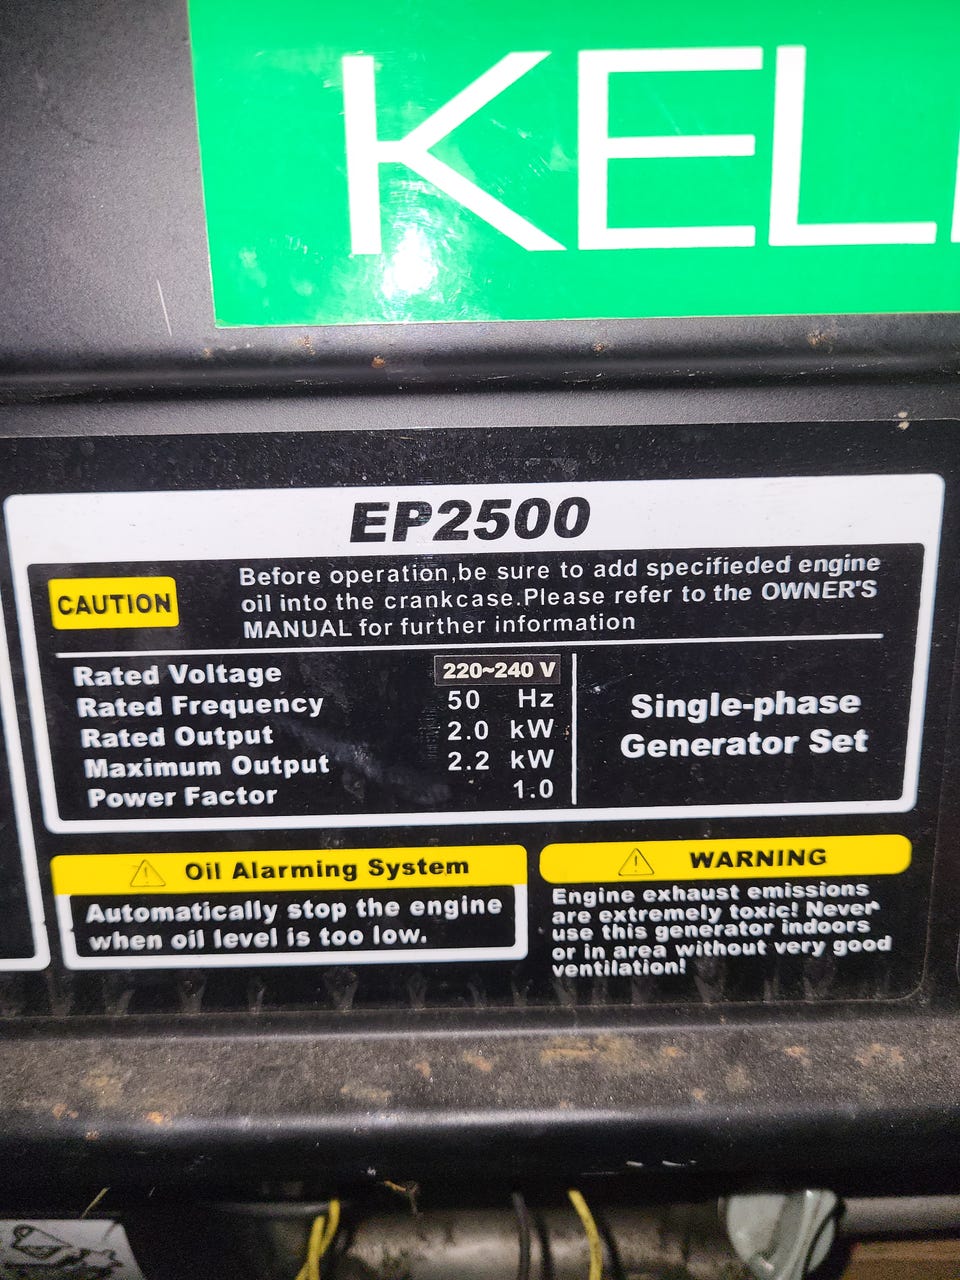 KEL
EP2500
CAUTION
Before operation,be sure to add specifieded engine
oil into the crankcase.Please refer to the OWNER'S
MANUAL for further information
Rated Voltage 220~240 V
Rated Frequency 50 Hz
Rated Output 2.0 kW
Maximum Output 2.2 kW
Power Factor 1.0
Single-phase
Generator Set
Oil Alarming System
Automatically stop the engine
when oil level is too low.
WARNING
Engine exhaust emissions
are extremely toxic! Never
use this generator indoors
or in area without very good
ventilation!